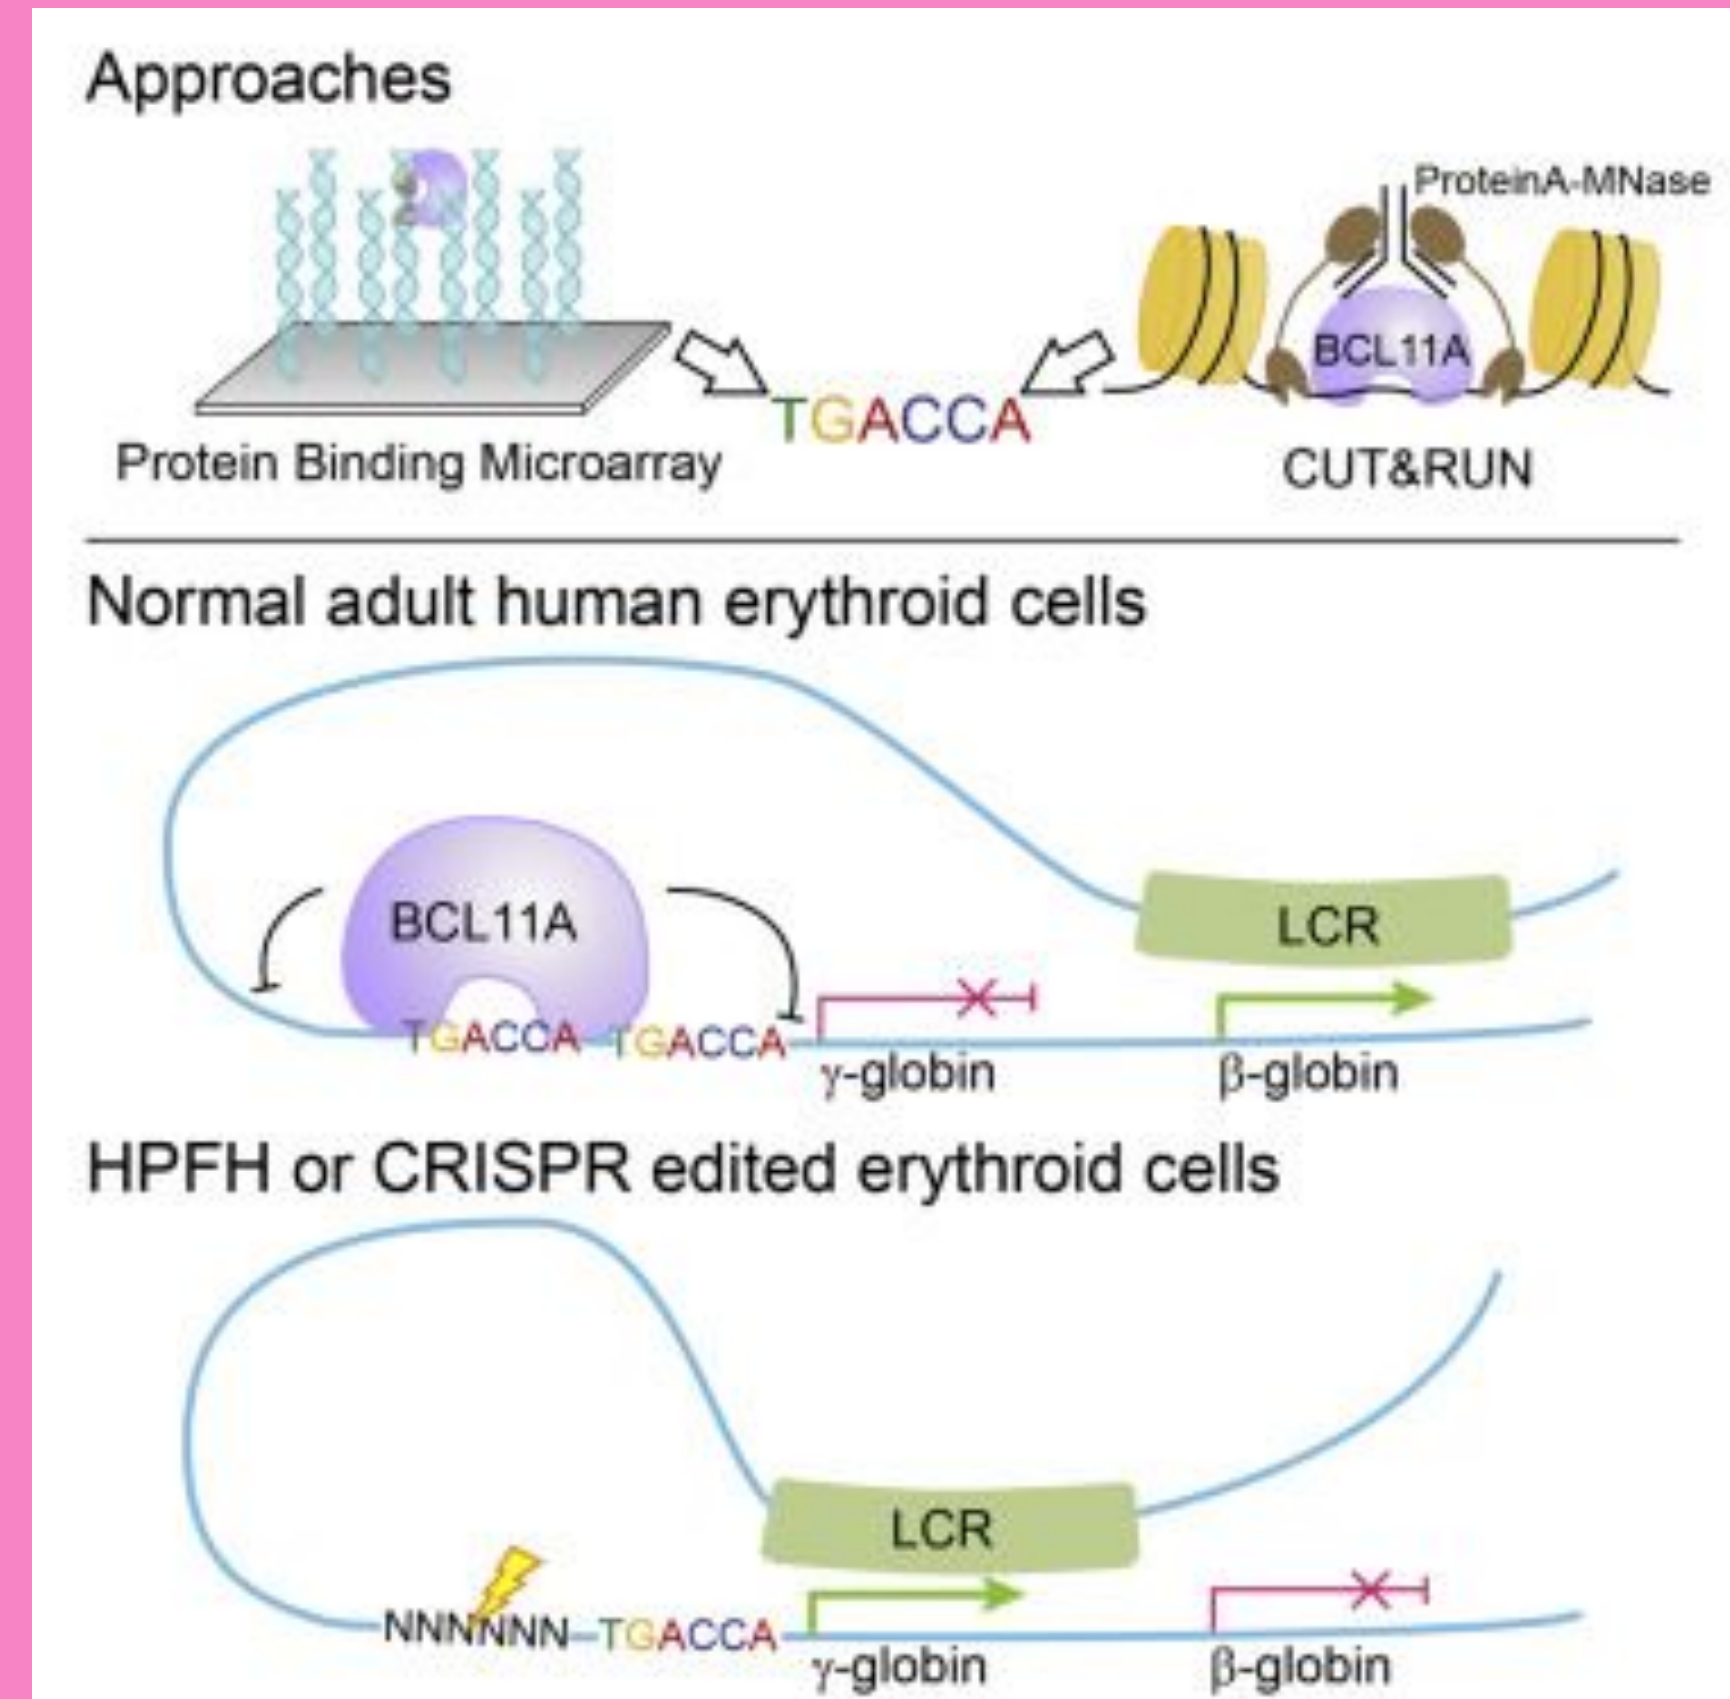 Approaches
ProteinA-MNase
BCL11A
TGACCA
Protein Binding Microarray
CUT&RUN
Normal adult human erythroid cells
BCL11A
LCR
TGACCA TGACCA
γ-globin
β-globin
HPFH or CRISPR edited erythroid cells
LCR
NNNNNN TGACCA
γ-globin
β-globin